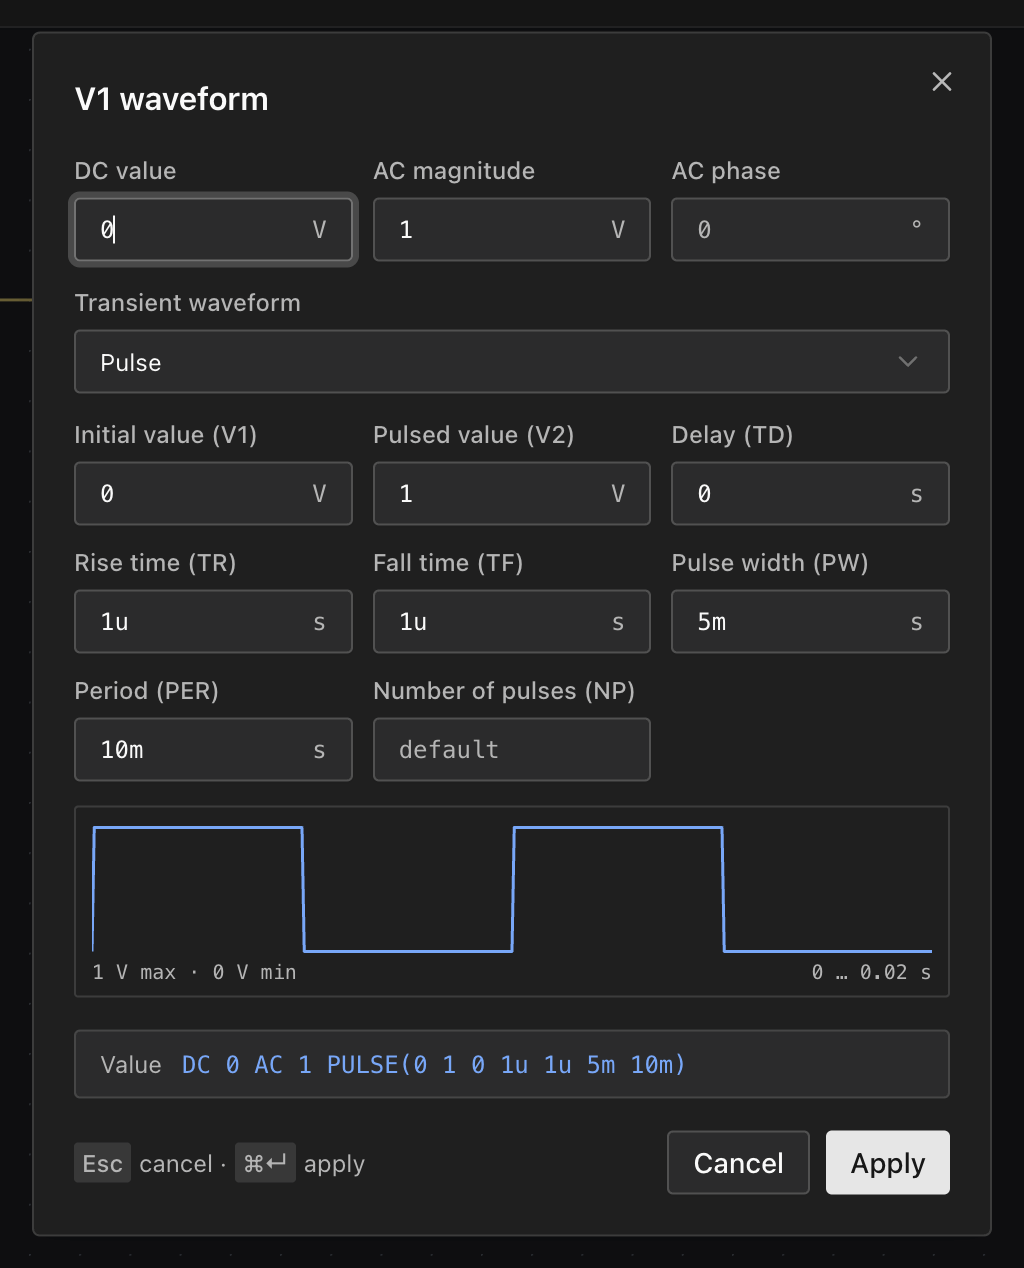 V1 waveform
DC value AC magnitude AC phase
0 V 1 V 0 °
Transient waveform
Pulse
Initial value (V1) Pulsed value (V2) Delay (TD)
0 V 1 V 0 s
Rise time (TR) Fall time (TF) Pulse width (PW)
1u s 1u s 5m s
Period (PER) Number of pulses (NP)
10m s default
1 V max · 0 V min 0 … 0.02 s
Value DC 0 AC 1 PULSE(0 1 0 1u 1u 5m 10m)
Esc cancel · ⌘↵ apply Cancel Apply